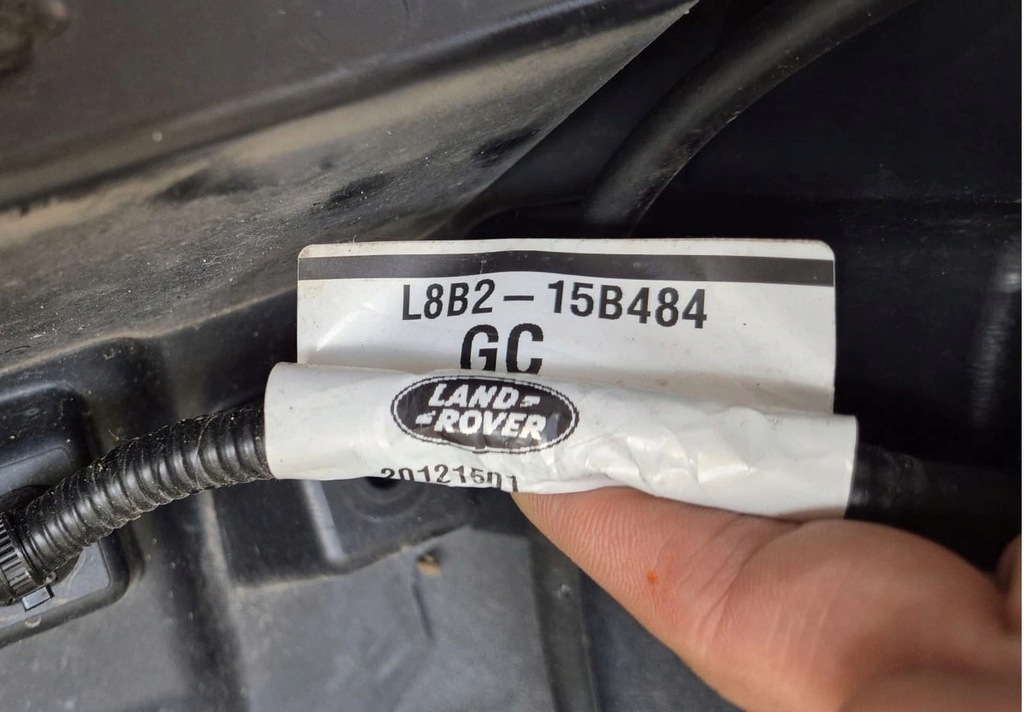 L8B2-15B484
GC
LAND-
-ROVER
20121501